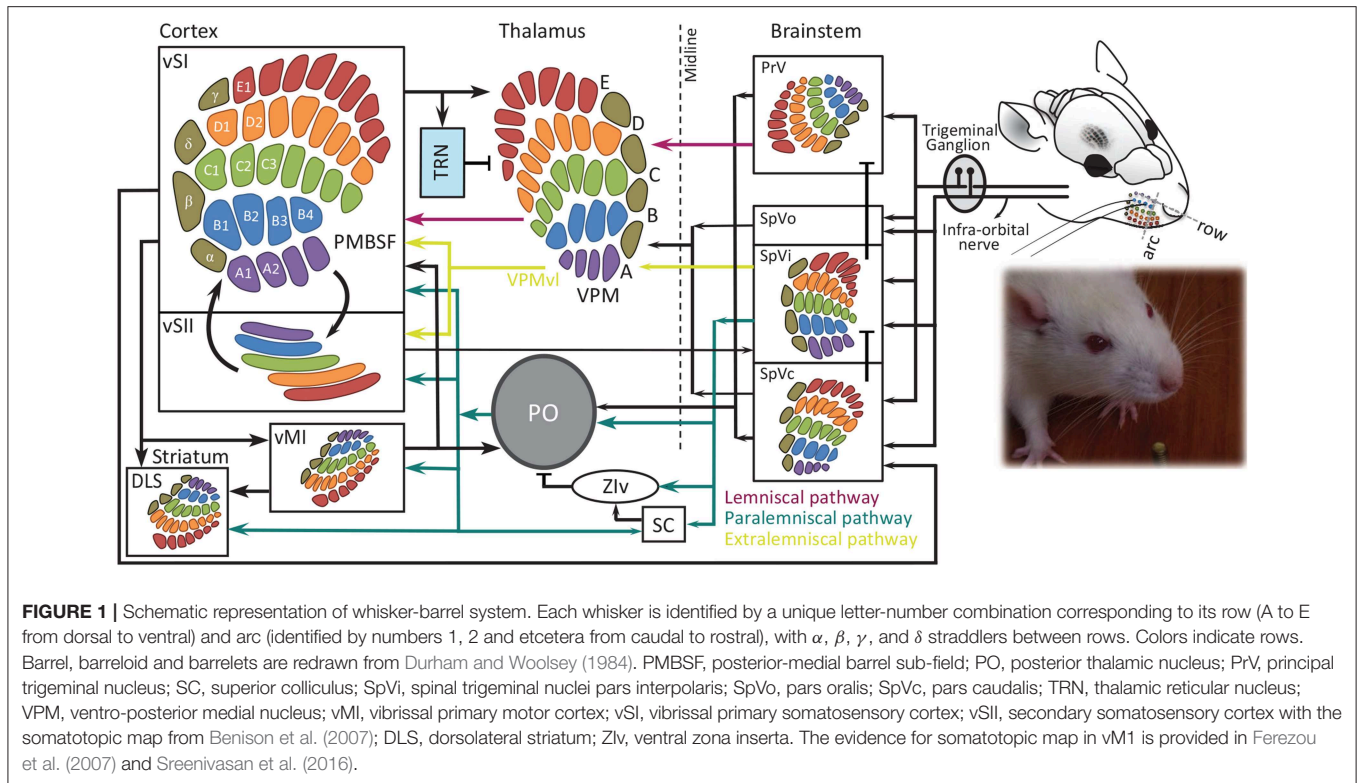 Cortex
Thalamus
Brainstem
Midline
vSI
γ
E1
δ
D1
D2
C1
C2
C3
β
B1
B2
B3
B4
α
A1
A2
PMBSF
vSII
TRN
E
D
C
B
A
VPM
VPMvl
PO
ZIv
SC
vMI
Striatum
DLS
PrV
SpVo
SpVi
SpVc
Trigeminal
Ganglion
Infra-orbital
nerve
row
arc
Lemniscal pathway
Paralemniscal pathway
Extralemniscal pathway
FIGURE 1 | Schematic representation of whisker-barrel system. Each whisker is identified by a unique letter-number combination corresponding to its row (A to E
from dorsal to ventral) and arc (identified by numbers 1, 2 and etcetera from caudal to rostral), with α, β, γ, and δ straddlers between rows. Colors indicate rows.
Barrel, barreloid and barrelets are redrawn from Durham and Woolsey (1984). PMBSF, posterior-medial barrel sub-field; PO, posterior thalamic nucleus; PrV, principal
trigeminal nucleus; SC, superior colliculus; SpVi, spinal trigeminal nuclei pars interpolaris; SpVo, pars oralis; SpVc, pars caudalis; TRN, thalamic reticular nucleus;
VPM, ventro-posterior medial nucleus; vMI, vibrissal primary motor cortex; vSI, vibrissal primary somatosensory cortex; vSII, secondary somatosensory cortex with the
somatotopic map from Benison et al. (2007); DLS, dorsolateral striatum; ZIv, ventral zona inserta. The evidence for somatotopic map in vM1 is provided in Ferezou
et al. (2007) and Sreenivasan et al. (2016).